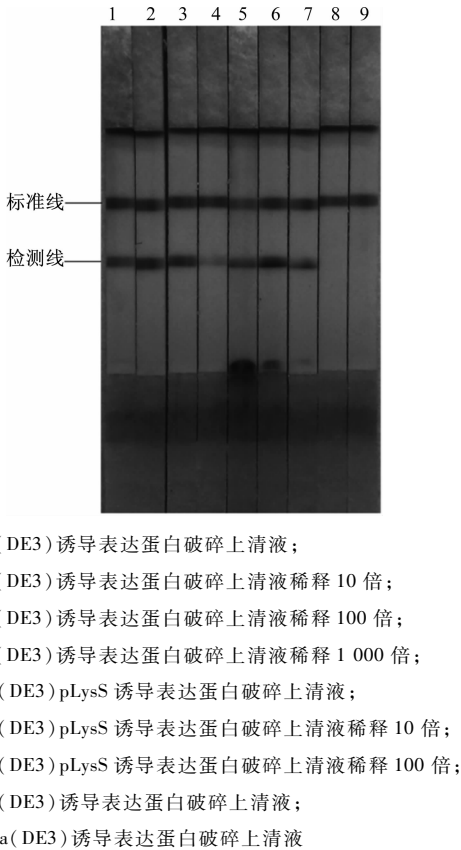 1 2 3 4 5 6 7 8 9
标准线
检测线
(DE3)诱导表达蛋白破碎上清液;
(DE3)诱导表达蛋白破碎上清液稀释 10 倍;
(DE3)诱导表达蛋白破碎上清液稀释 100 倍;
(DE3)诱导表达蛋白破碎上清液稀释 1 000 倍;
(DE3)pLysS 诱导表达蛋白破碎上清液;
(DE3)pLysS 诱导表达蛋白破碎上清液稀释 10 倍;
(DE3)pLysS 诱导表达蛋白破碎上清液稀释 100 倍;
(DE3)诱导表达蛋白破碎上清液;
a(DE3)诱导表达蛋白破碎上清液